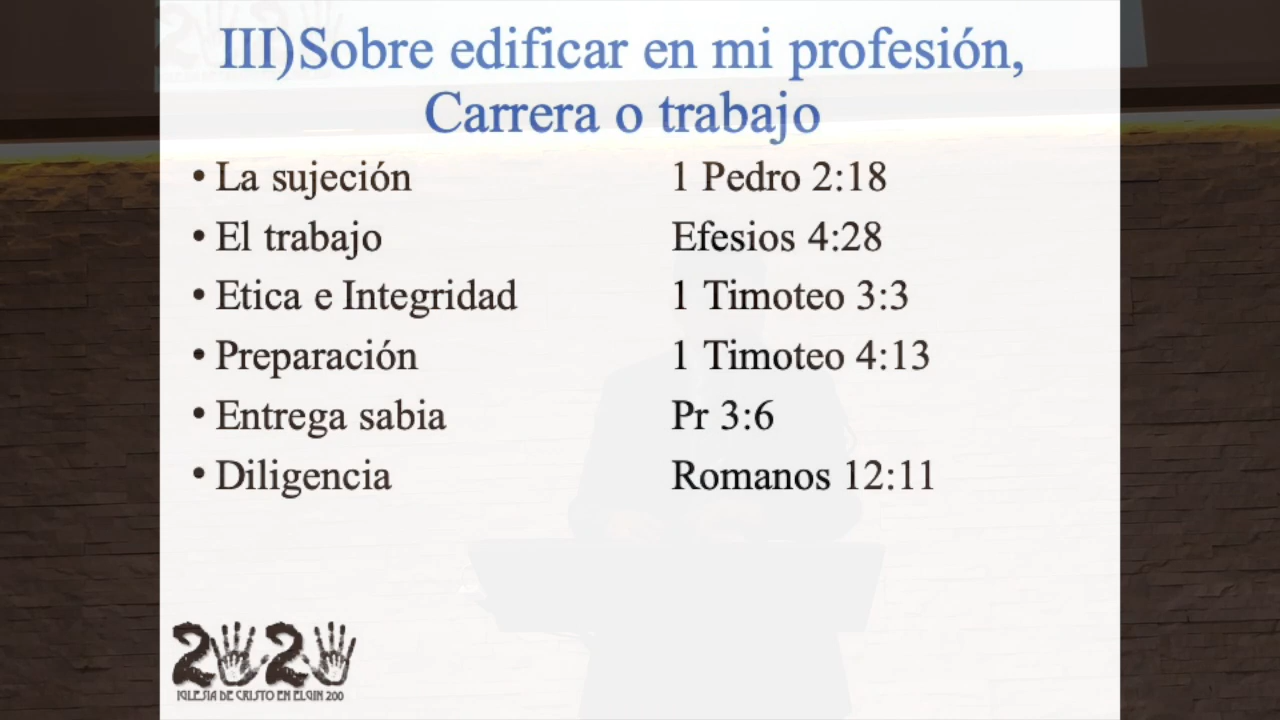 III)Sobre edificar en mi profesión,
Carrera o trabajo
• La sujeción 1 Pedro 2:18
• El trabajo Efesios 4:28
• Etica e Integridad 1 Timoteo 3:3
• Preparación 1 Timoteo 4:13
• Entrega sabia Pr 3:6
• Diligencia Romanos 12:11
2020
IGLESIA DE CRISTO EN ELGIN 200